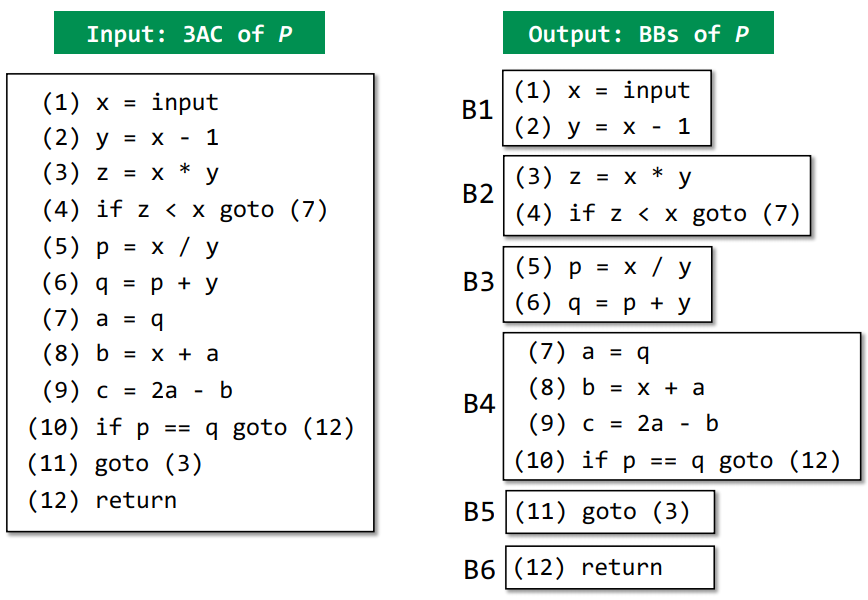 Input: 3AC of P
(1) x = input
(2) y = x - 1
(3) z = x * y
(4) if z < x goto (7)
(5) p = x / y
(6) q = p + y
(7) a = q
(8) b = x + a
(9) c = 2a - b
(10) if p == q goto (12)
(11) goto (3)
(12) return
Output: BBs of P
B1
(1) x = input
(2) y = x - 1
B2
(3) z = x * y
(4) if z < x goto (7)
B3
(5) p = x / y
(6) q = p + y
B4
(7) a = q
(8) b = x + a
(9) c = 2a - b
(10) if p == q goto (12)
B5
(11) goto (3)
B6
(12) return